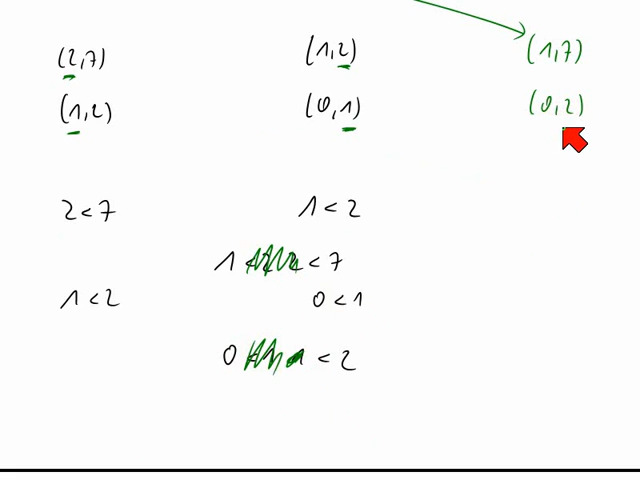 (2,7) (1,2) (1,7)
(1,2) (0,1) (0,2)
2<7 1<2
1 < 2 < 7
1<2 0<1
0 < 2